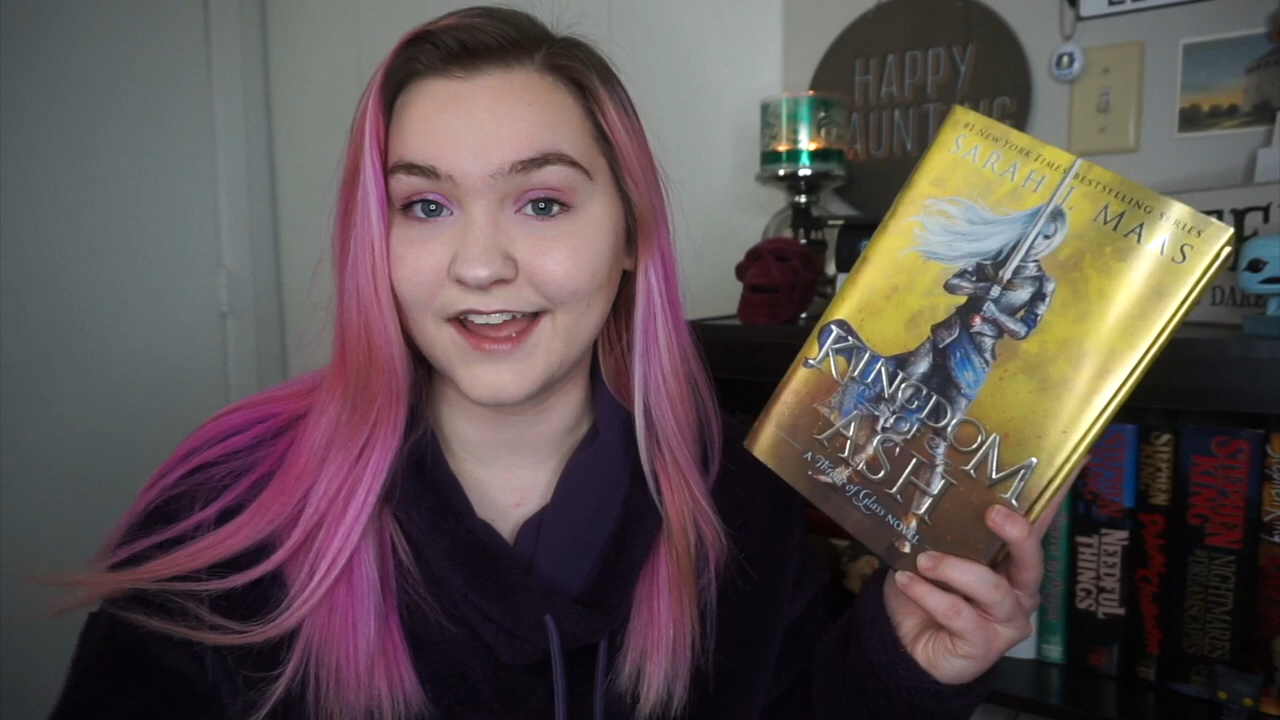 HAPPY
HAUNTING
#1 NEW YORK TIMES BESTSELLING SERIES
SARAH J. MAAS
KINGDOM
OF
ASH
A Throne of Glass NOVEL
DARE
STEPHEN
KING
NEEDFUL
THINGS
STEPHEN
STEPHEN
KING
NIGHTMARES
&
DREAMSCAPES